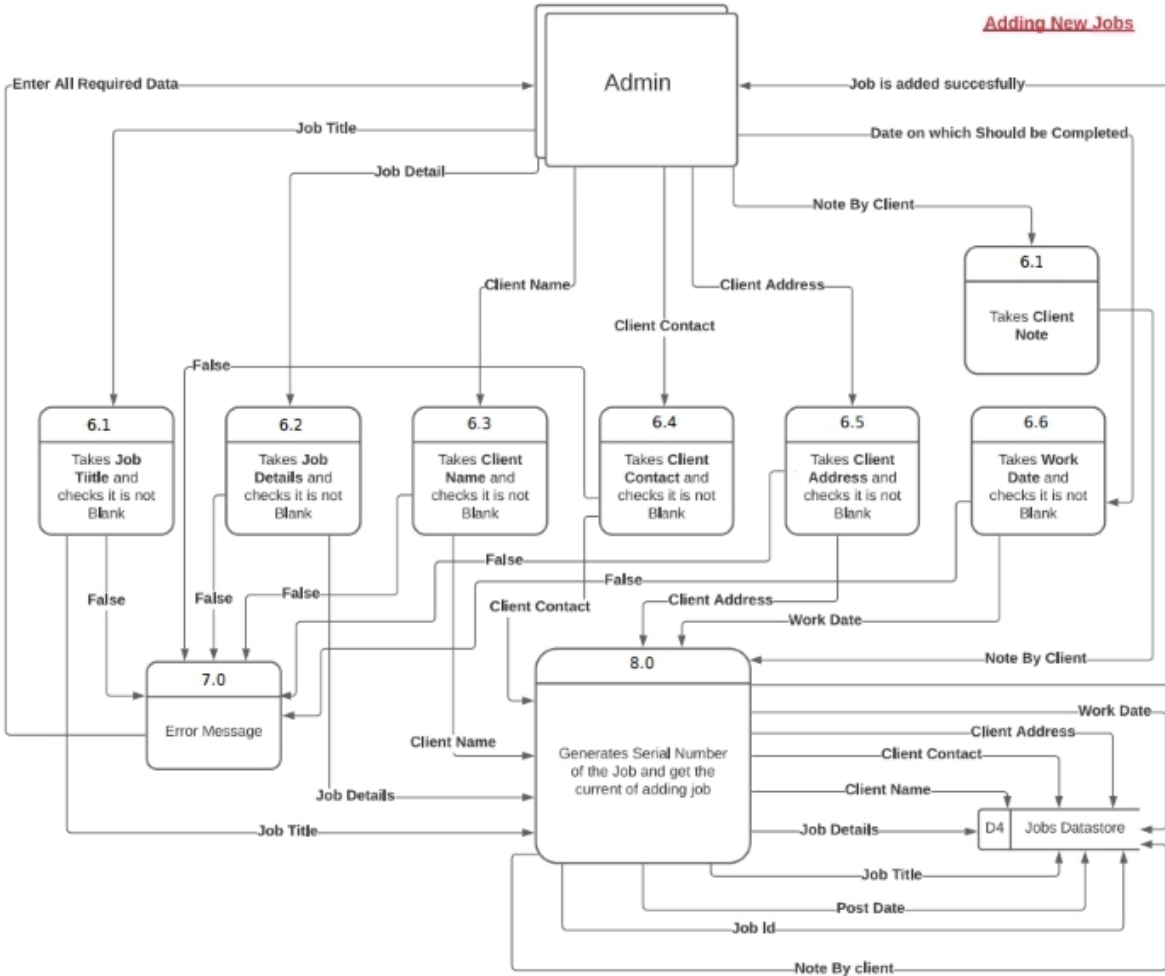 Adding New Jobs
Admin
Enter All Required Data
Job is added succesfully
Job Title
Date on which Should be Completed
Job Detail
Note By Client
6.1
Takes Client
Note
Client Name
Client Address
Client Contact
False
6.1
Takes Job
Tiitle and
checks it is not
Blank
6.2
Takes Job
Details and
checks it is not
Blank
6.3
Takes Client
Name and
checks it is not
Blank
6.4
Takes Client
Contact and
checks it is not
Blank
6.5
Takes Client
Address and
checks it is not
Blank
6.6
Takes Work
Date and
checks it is not
Blank
False
False
False
False
False
Client Contact
Client Address
Work Date
Note By Client
7.0
Error Message
8.0
Generates Serial Number
of the Job and get the
current of adding job
Client Name
Job Details
Job Title
Work Date
Client Address
Client Contact
Client Name
Job Details
D4
Jobs Datastore
Job Title
Post Date
Job Id
Note By client